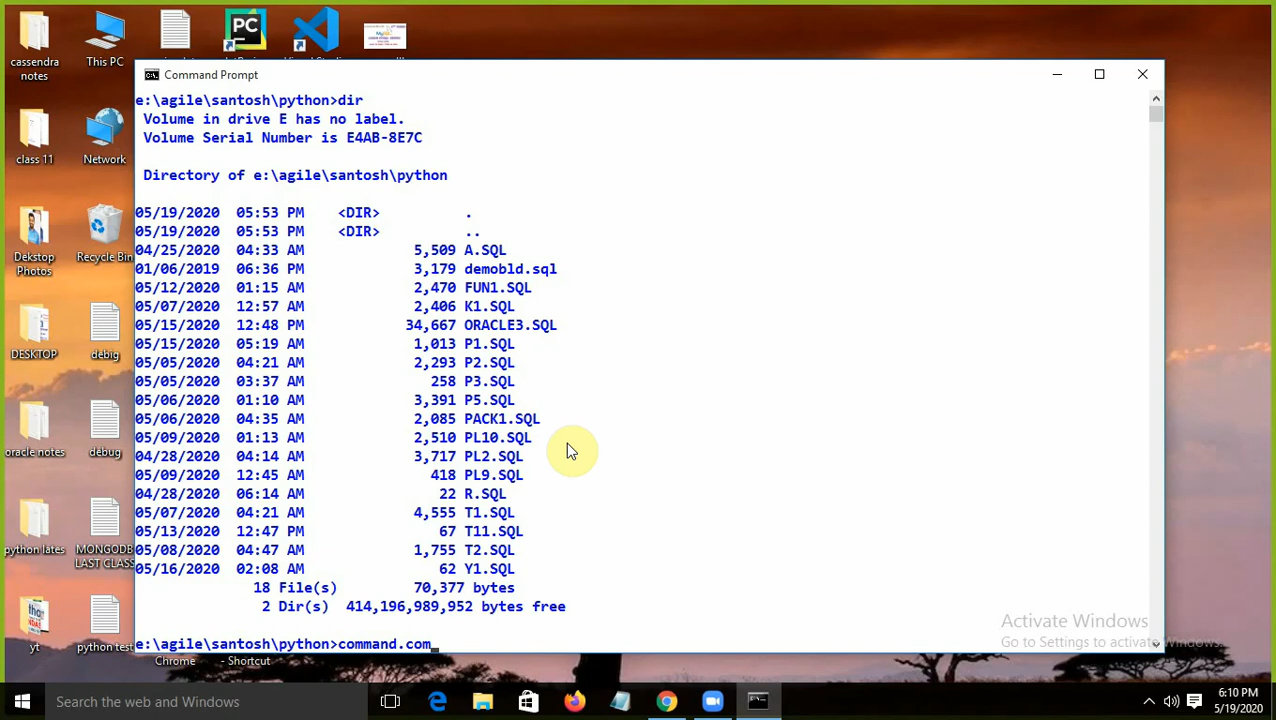 cassendra notes
This PC
PC
Command Prompt
e:\agile\santosh\python>dir
Volume in drive E has no label.
Volume Serial Number is E4AB-8E7C
Directory of e:\agile\santosh\python
05/19/2020 05:53 PM <DIR> .
05/19/2020 05:53 PM <DIR> ..
04/25/2020 04:33 AM 5,509 A.SQL
01/06/2019 06:36 PM 3,179 demobld.sql
05/12/2020 01:15 AM 2,470 FUN1.SQL
05/07/2020 12:57 AM 2,406 K1.SQL
05/15/2020 12:48 PM 34,667 ORACLE3.SQL
05/15/2020 05:19 AM 1,013 P1.SQL
05/05/2020 04:21 AM 2,293 P2.SQL
05/05/2020 03:37 AM 258 P3.SQL
05/06/2020 01:10 AM 3,391 P5.SQL
05/06/2020 04:35 AM 2,085 PACK1.SQL
05/09/2020 01:13 AM 2,510 PL10.SQL
04/28/2020 04:14 AM 3,717 PL2.SQL
05/09/2020 12:45 AM 418 PL9.SQL
04/28/2020 06:14 AM 22 R.SQL
05/07/2020 04:21 AM 4,555 T1.SQL
05/13/2020 12:47 PM 67 T11.SQL
05/08/2020 04:47 AM 1,755 T2.SQL
05/16/2020 02:08 AM 62 Y1.SQL
18 File(s) 70,377 bytes
2 Dir(s) 414,196,989,952 bytes free
e:\agile\santosh\python>command.com
class 11
Network
Dekstop Photos
Recycle Bin
DESKTOP
debig
oracle notes
debug
python lates
MONGODB LAST CLASS
yt
python test
Chrome
- Shortcut
Activate Windows
Go to Settings to activate Windows.
Search the web and Windows
6:10 PM
5/19/2020